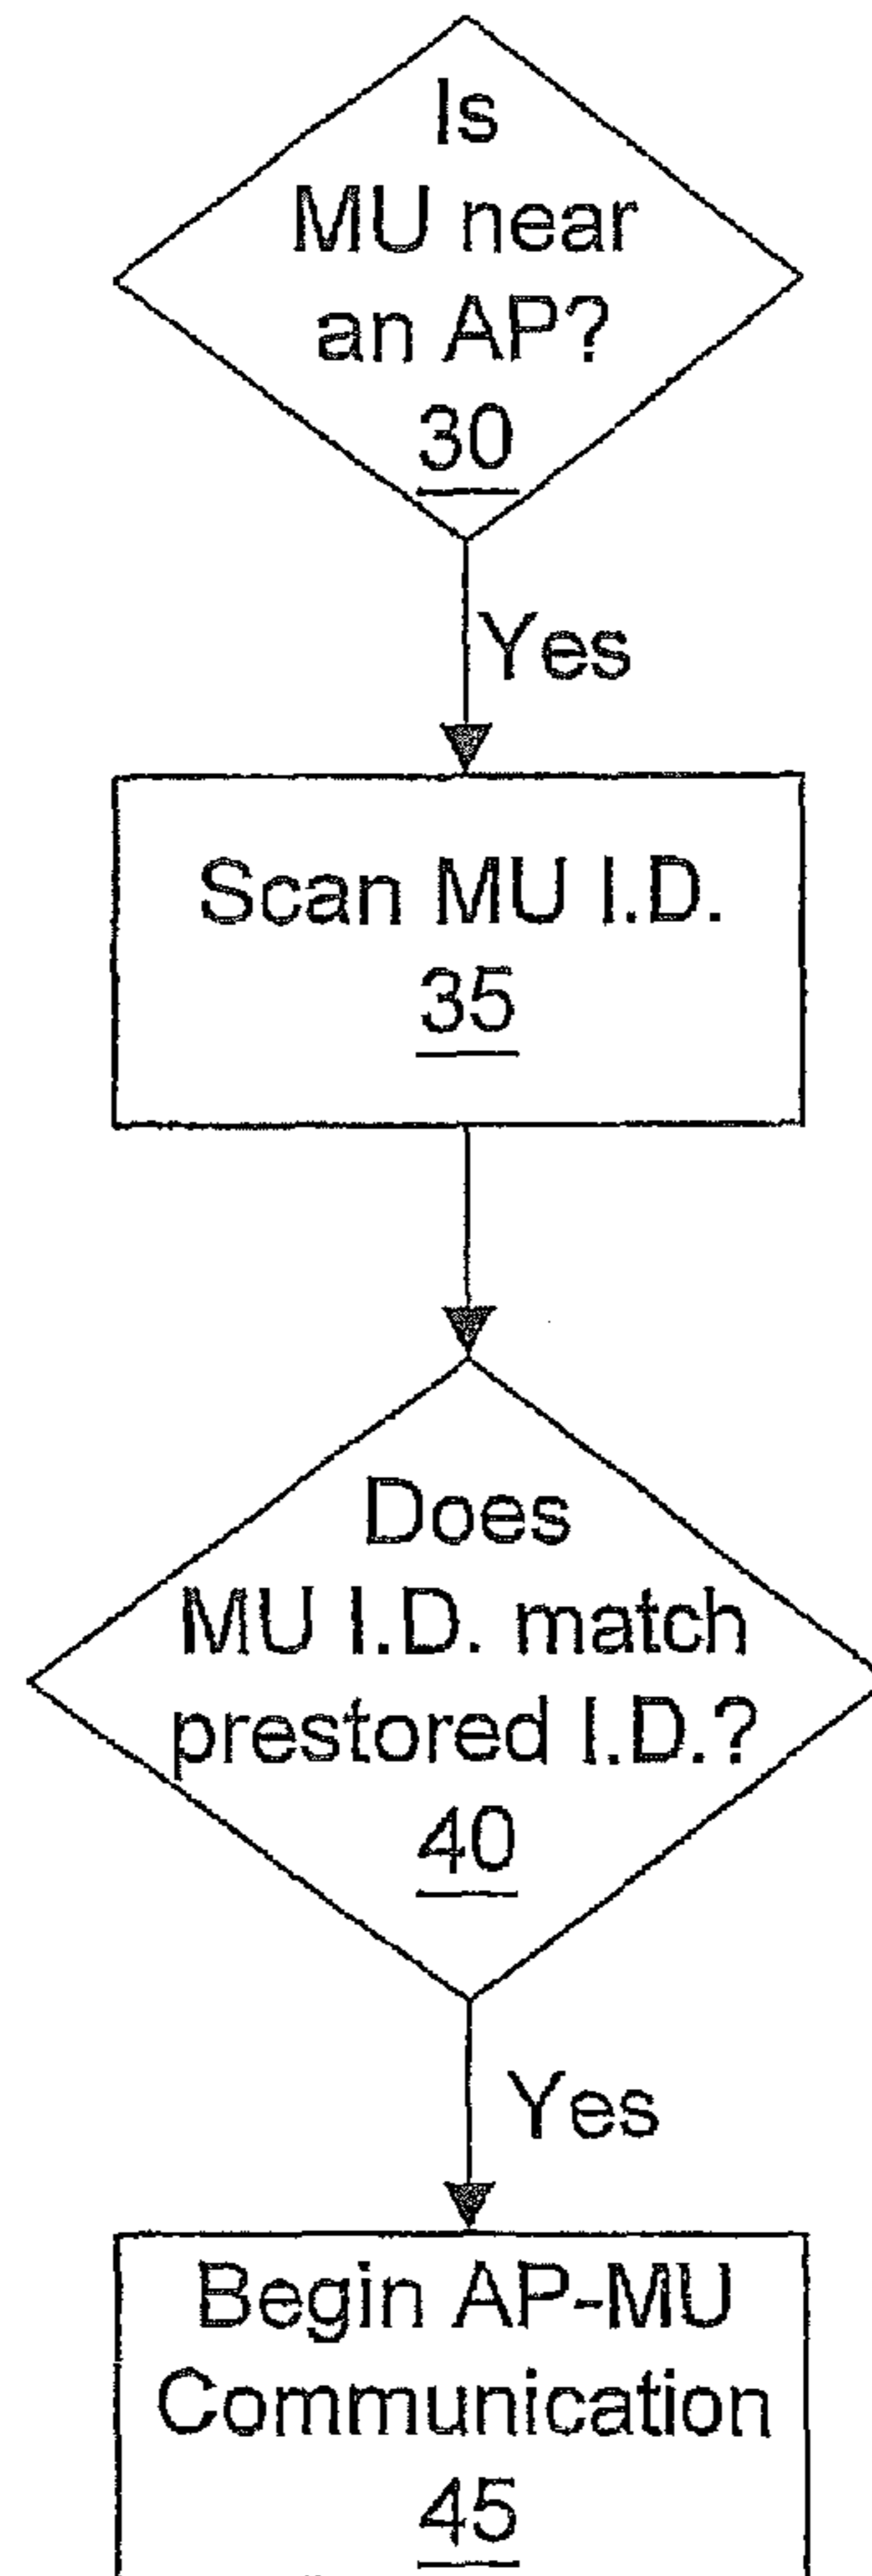 Is
MU near
an AP?
30
Yes
Scan MU I.D.
35
Does
MU I.D. match
prestored I.D.?
40
Yes
Begin AP-MU
Communication
45